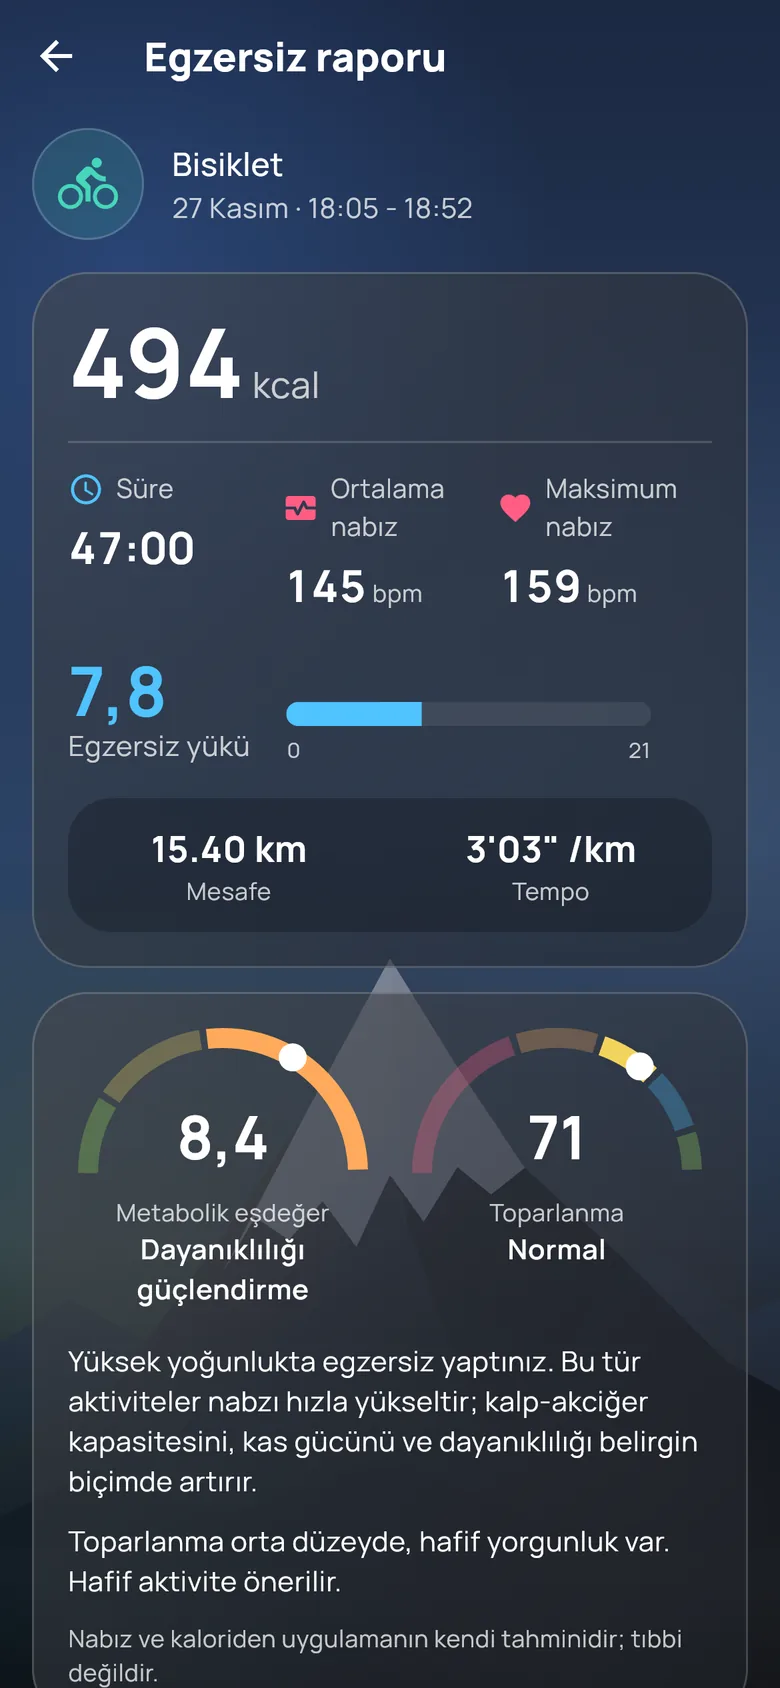 Egzersiz raporu
Bisiklet
27 Kasım · 18:05 - 18:52
494 kcal
Süre
47:00
Ortalama
nabız
145 bpm
Maksimum
nabız
159 bpm
7,8
Egzersiz yükü
0
21
15.40 km
Mesafe
3'03" /km
Tempo
8,4
Metabolik eşdeğer
Dayanıklılığı
güçlendirme
71
Toparlanma
Normal
Yüksek yoğunlukta egzersiz yaptınız. Bu tür
aktiviteler nabzı hızla yükseltir; kalp-akciğer
kapasitesini, kas gücünü ve dayanıklılığı belirgin
biçimde artırır.
Toparlanma orta düzeyde, hafif yorgunluk var.
Hafif aktivite önerilir.
Nabız ve kaloriden uygulamanın kendi tahminidir; tıbbi
değildir.